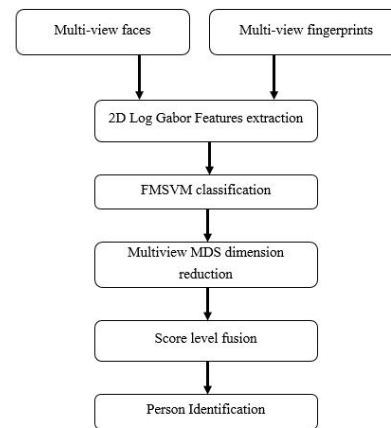 Multi-view faces
Multi-view fingerprints
2D Log Gabor Features extraction
FMSVM classification
Multiview MDS dimension
reduction
Score level fusion
Person Identification